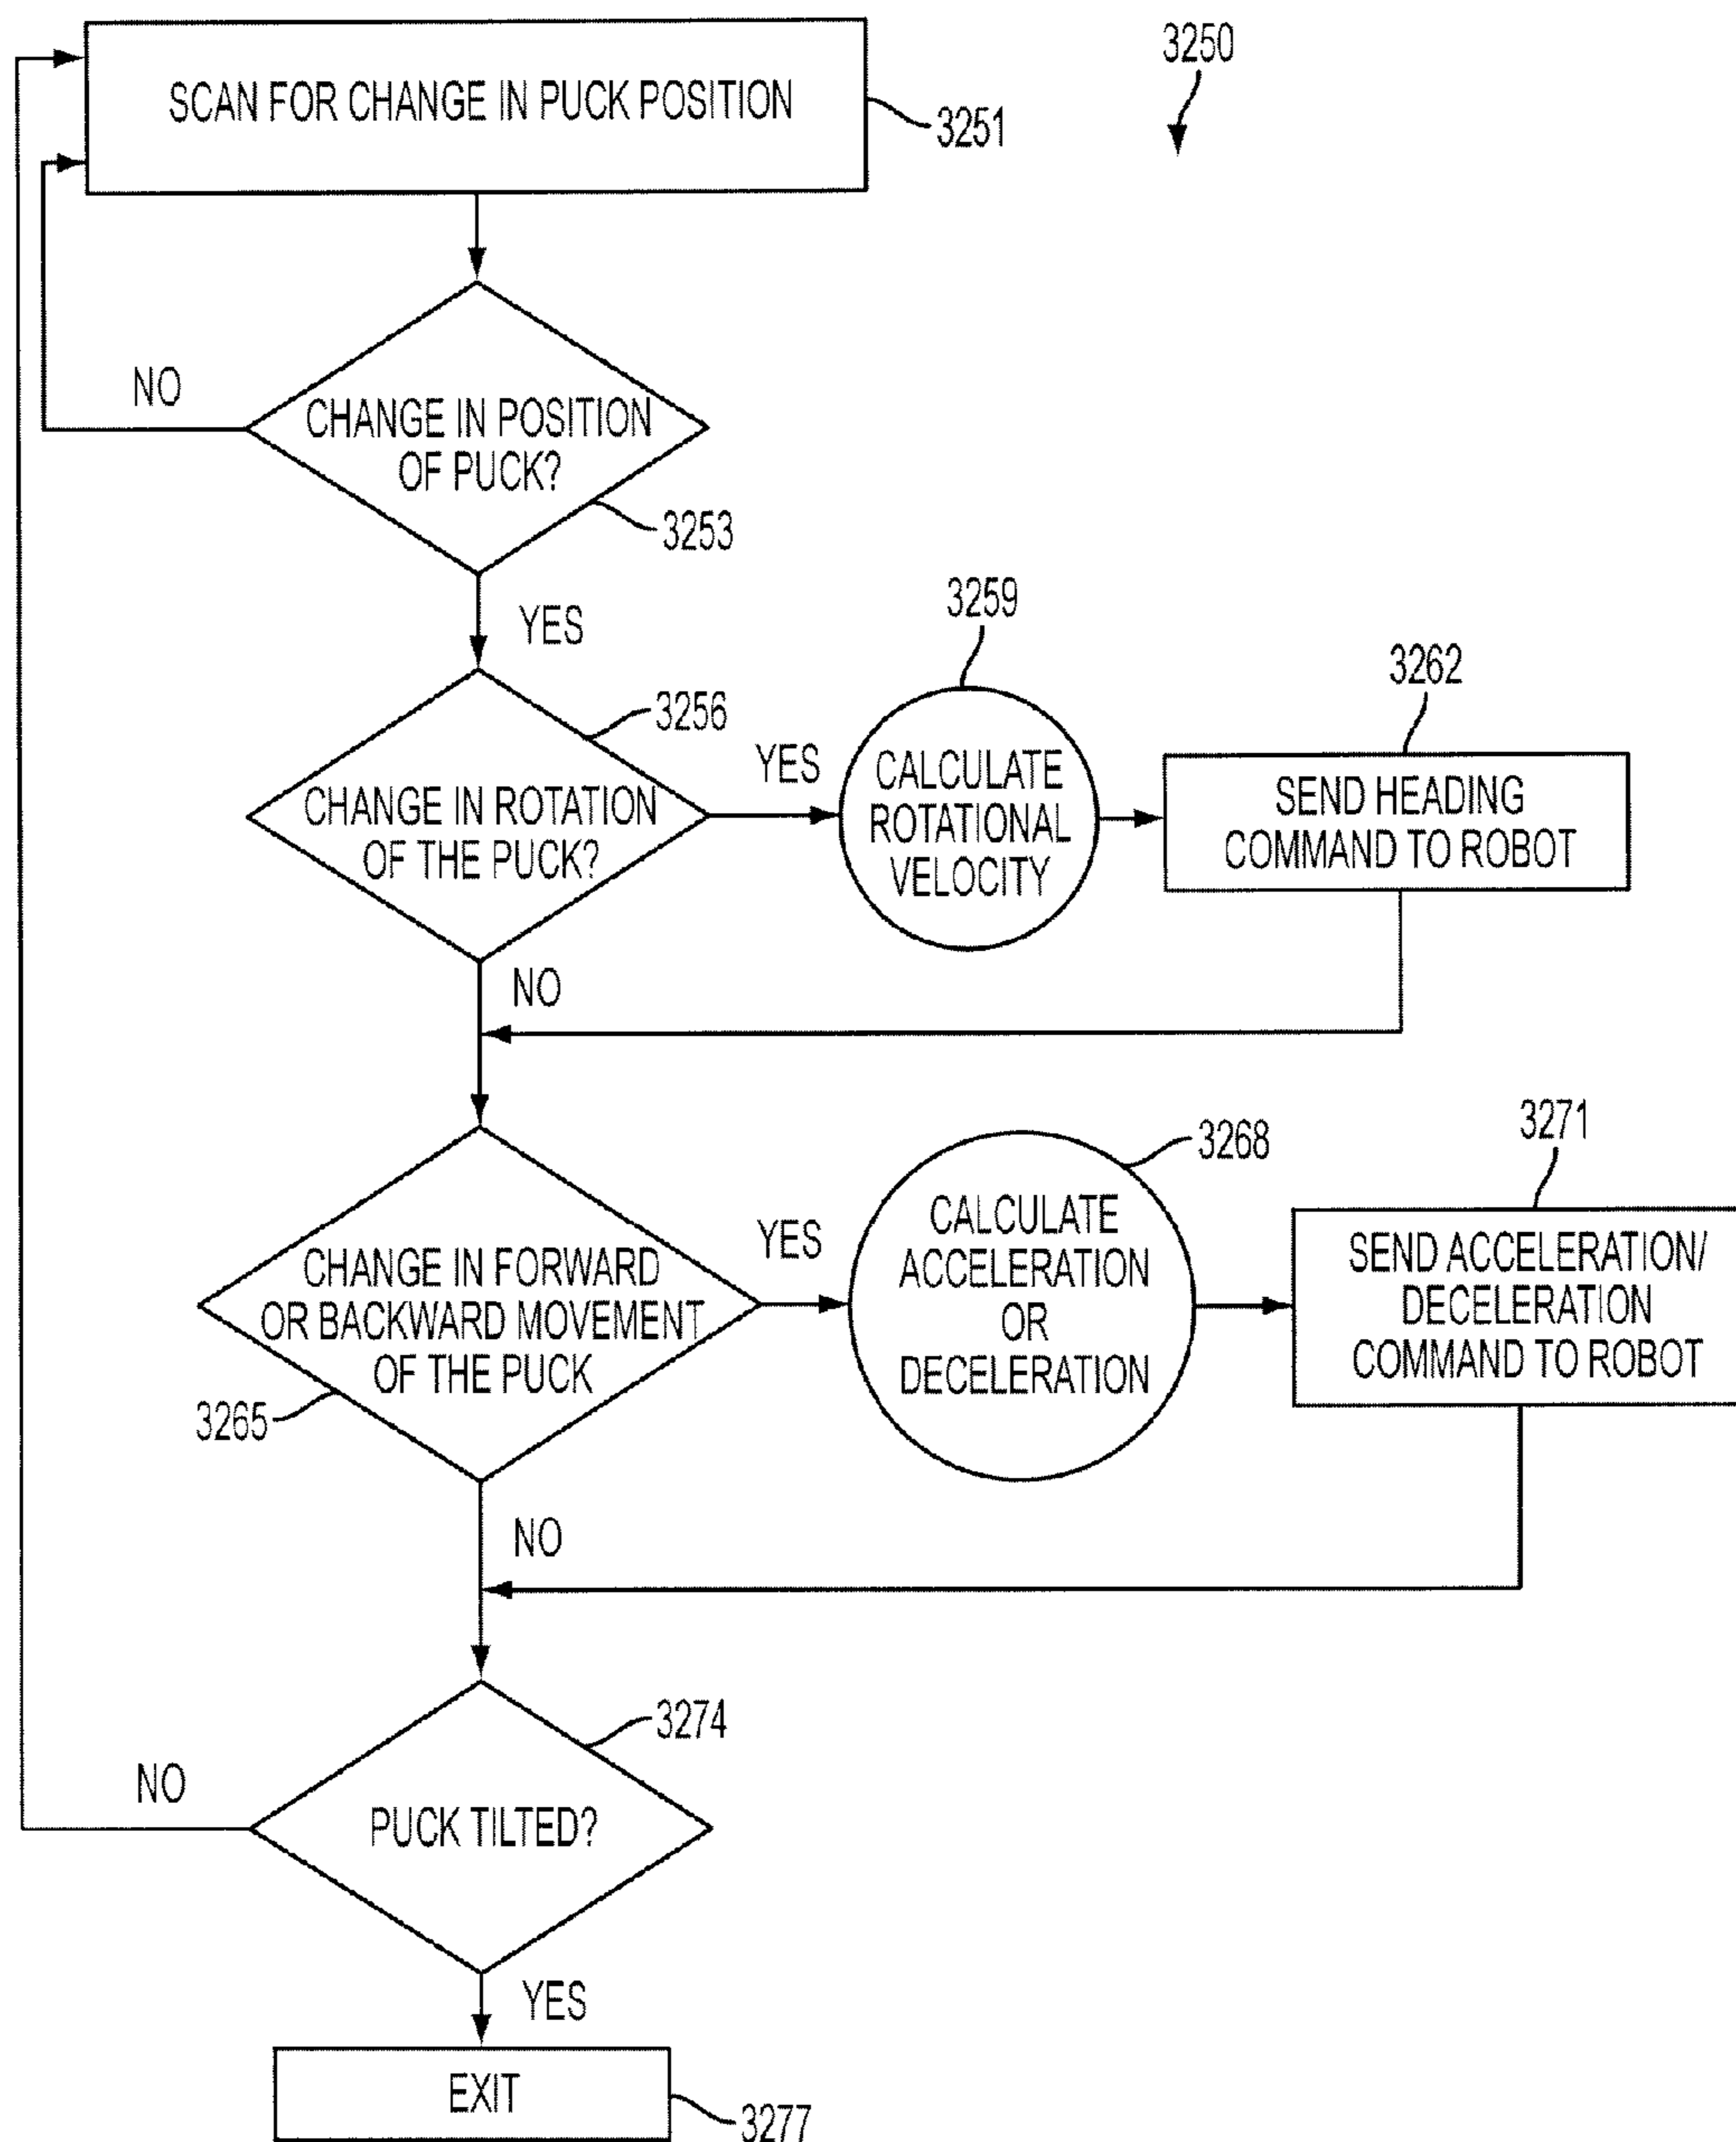 3250
SCAN FOR CHANGE IN PUCK POSITION
3251
NO
CHANGE IN POSITION
OF PUCK?
3253
YES
3259
3262
3256
CHANGE IN ROTATION
OF THE PUCK?
YES
CALCULATE
ROTATIONAL
VELOCITY
SEND HEADING
COMMAND TO ROBOT
NO
3268
3271
CHANGE IN FORWARD
OR BACKWARD MOVEMENT
OF THE PUCK
3265
YES
CALCULATE
ACCELERATION
OR
DECELERATION
SEND ACCELERATION/
DECELERATION
COMMAND TO ROBOT
NO
3274
NO
PUCK TILTED?
YES
EXIT
3277